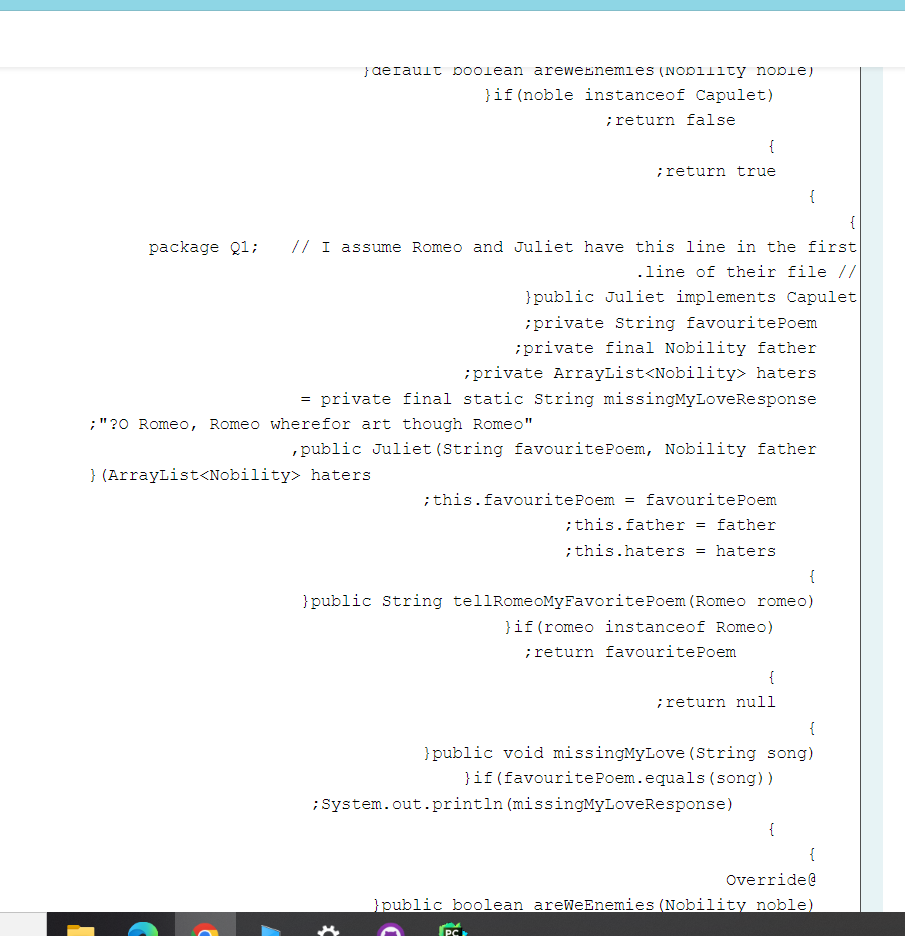 }default boolean areWeEnemies(Nobility noble)
}if(noble instanceof Capulet)
;return false
{
;return true
{
{
package Q1;   // I assume Romeo and Juliet have this line in the first
.line of their file //
}public Juliet implements Capulet
;private String favouritePoem
;private final Nobility father
;private ArrayList<Nobility> haters
= private final static String missingMyLoveResponse
;"?O Romeo, Romeo wherefor art though Romeo"
,public Juliet(String favouritePoem, Nobility father
}(ArrayList<Nobility> haters
;this.favouritePoem = favouritePoem
;this.father = father
;this.haters = haters
{
}public String tellRomeoMyFavoritePoem(Romeo romeo)
}if(romeo instanceof Romeo)
;return favouritePoem
{
;return null
{
}public void missingMyLove(String song)
}if(favouritePoem.equals(song))
;System.out.println(missingMyLoveResponse)
{
{
Override@
}public boolean areWeEnemies(Nobility noble)
PC